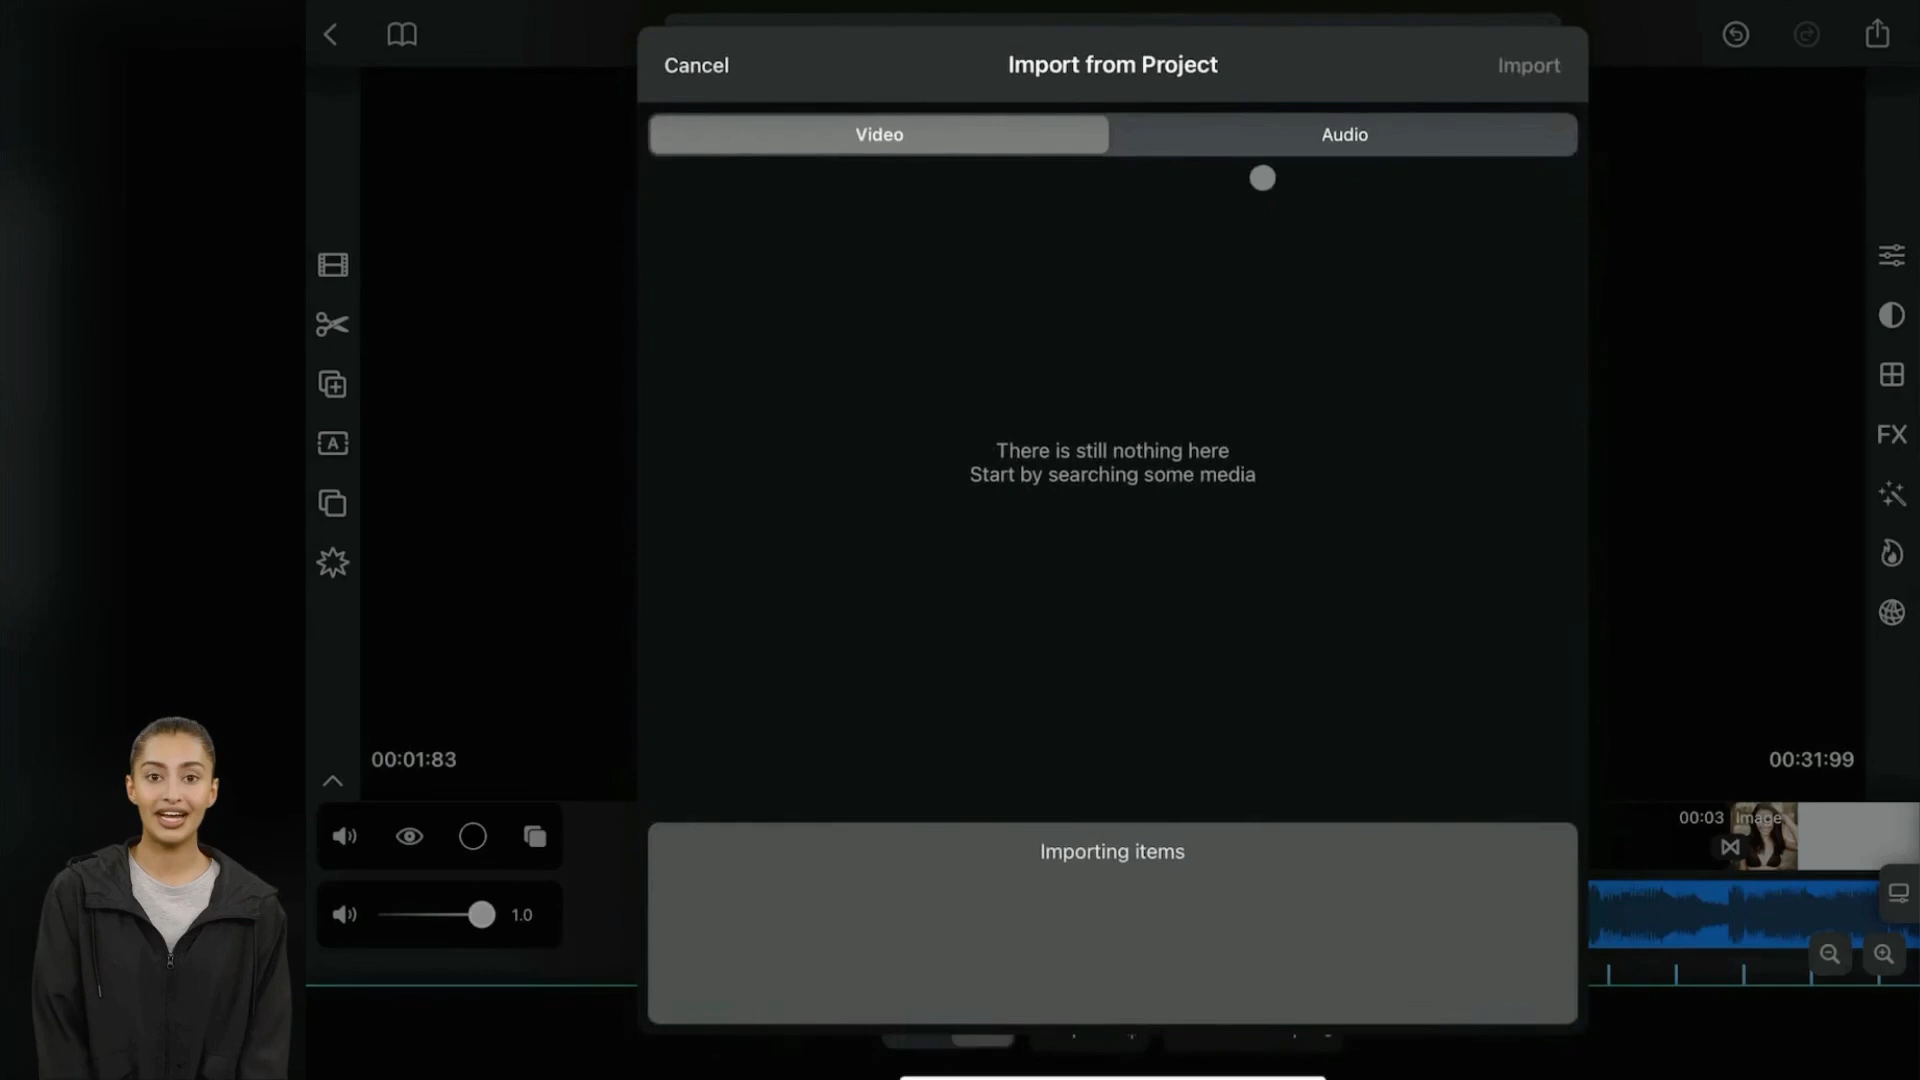 Cancel
Import from Project
Import
Video
Audio
There is still nothing here
Start by searching some media
A
FX
00:01:83
00:31:99
00:03 Image
Importing items
1.0